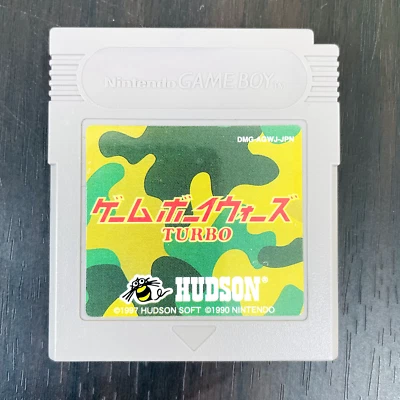 Nintendo GAME BOY™
DMG-AGWJ-JPN
ゲームボーイウォーズ
TURBO
HUDSON®
©1997 HUDSON SOFT ©1990 NINTENDO